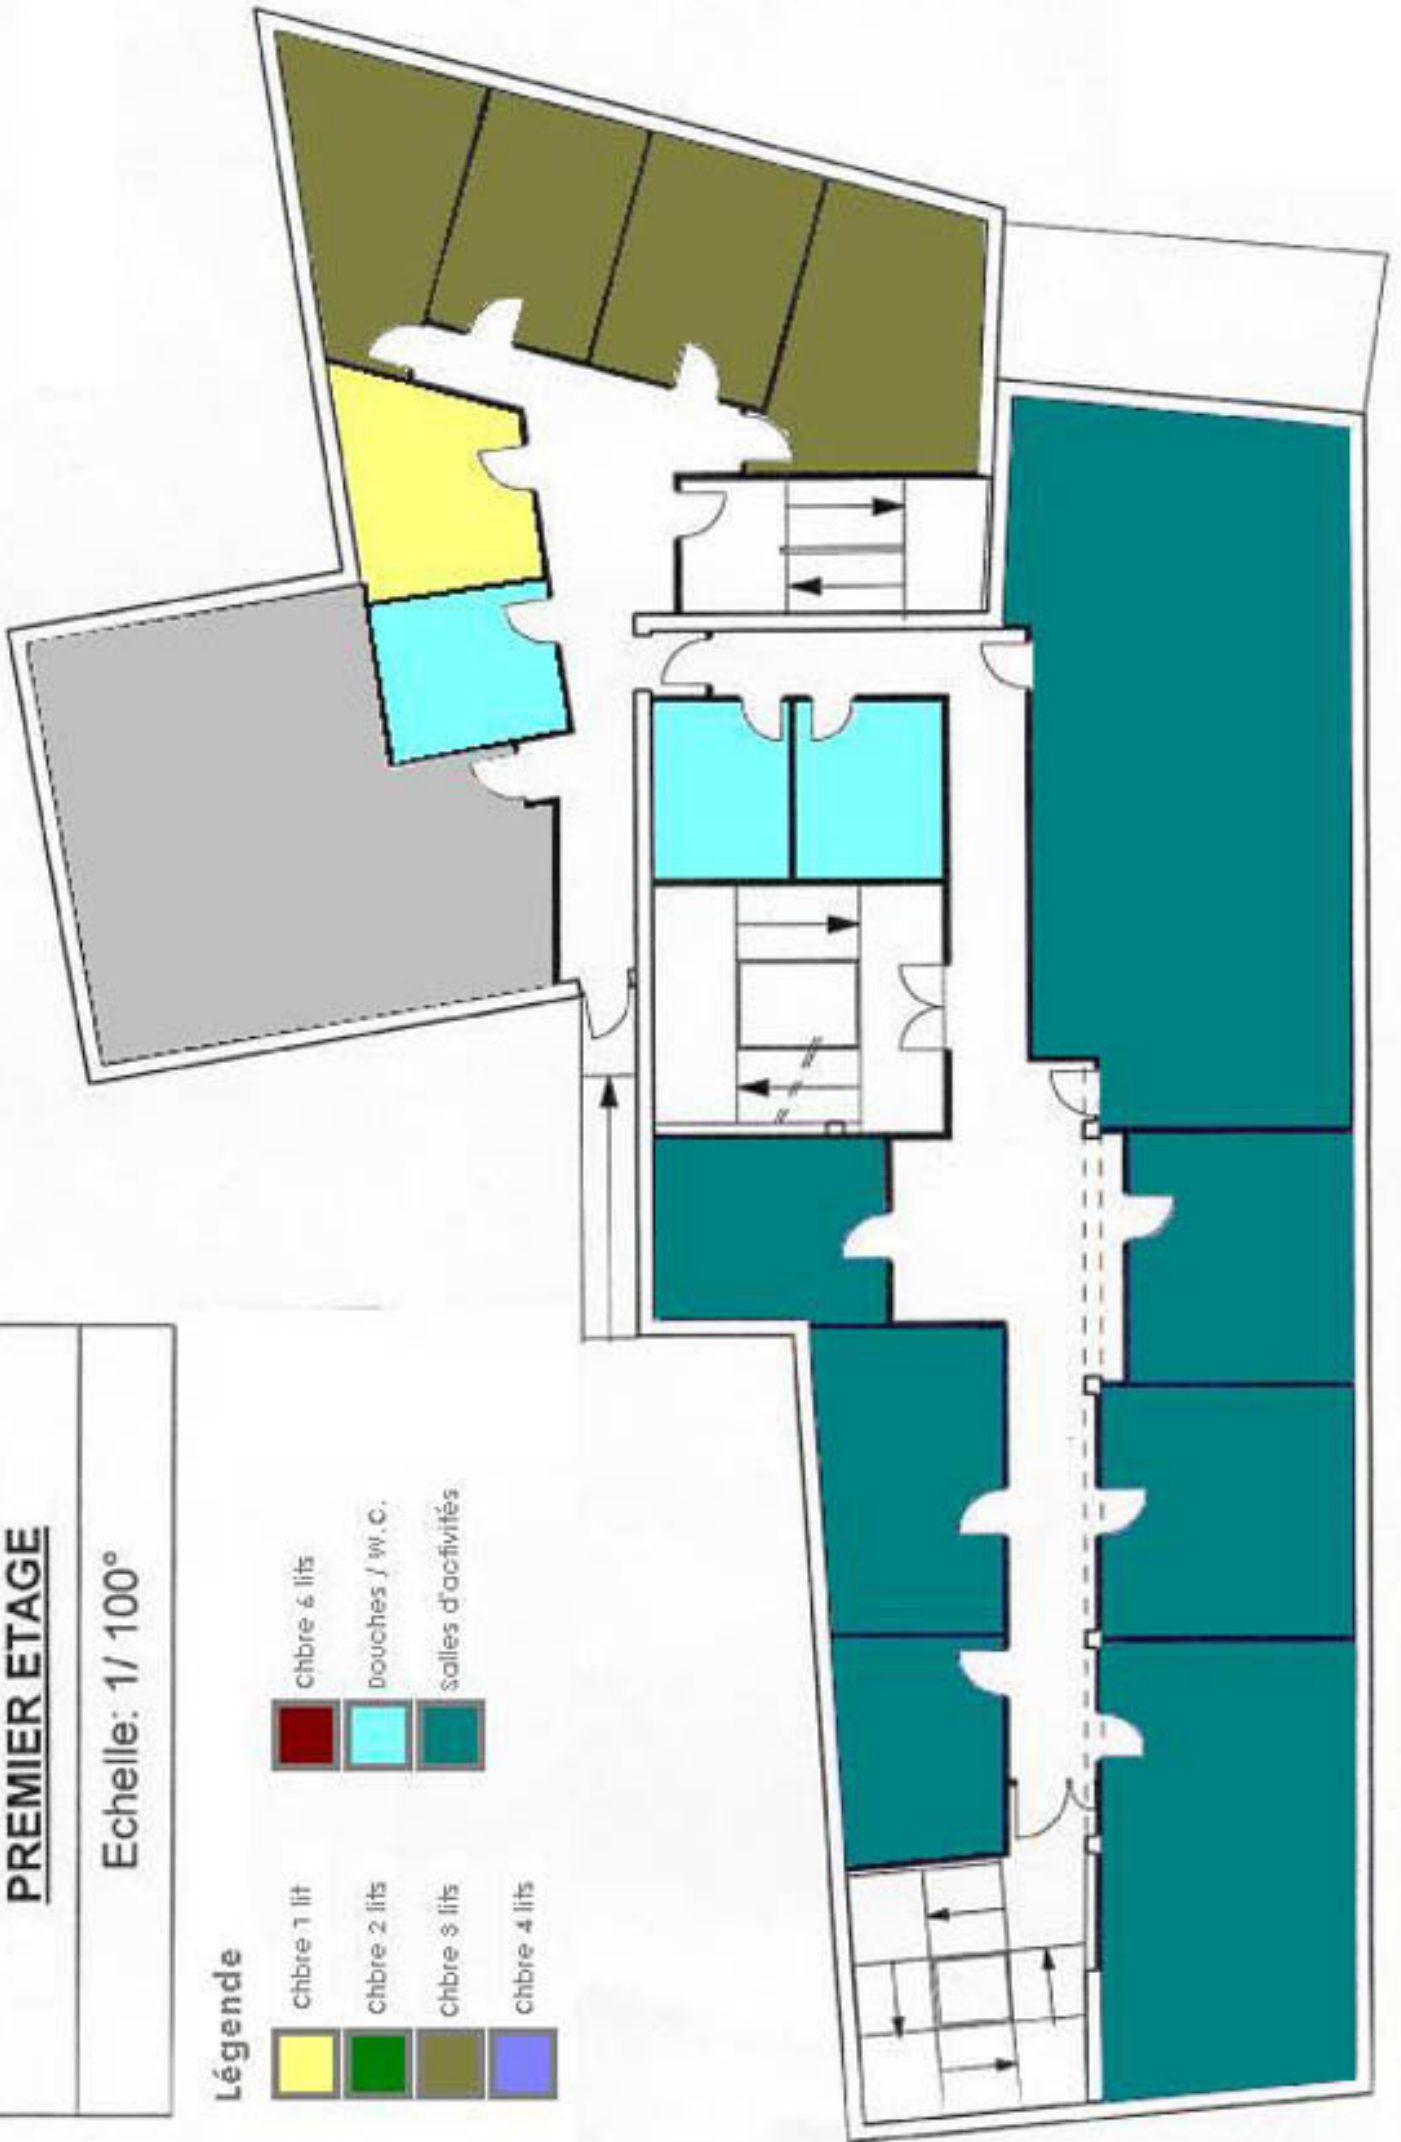 PREMIER ETAGE
Echelle: 1/ 100°
Légende
Chbre 1 lit
Chbre 2 lits
Chbre 3 lits
Chbre 4 lits
Chbre 6 lits
Douches / W.C.
Salles d'activités